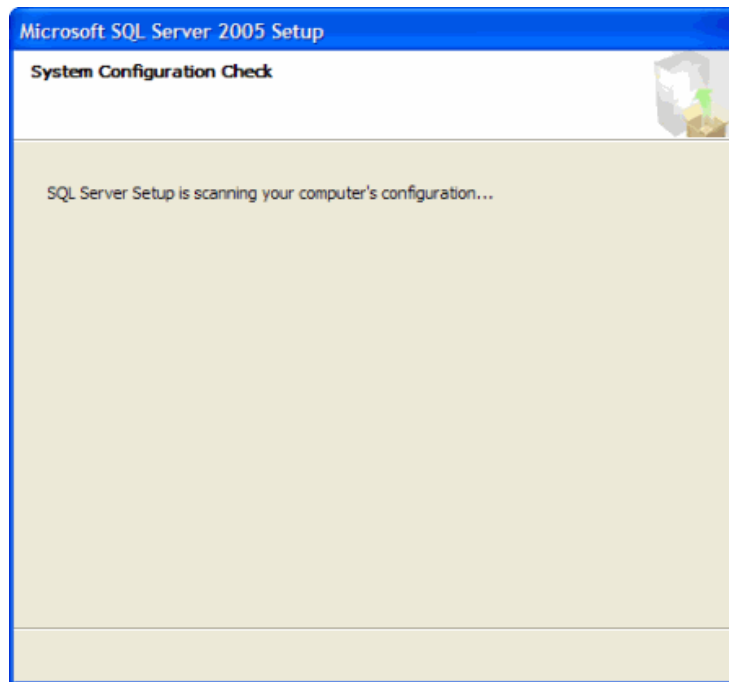 Microsoft SQL Server 2005 Setup
System Configuration Check
SQL Server Setup is scanning your computer's configuration...